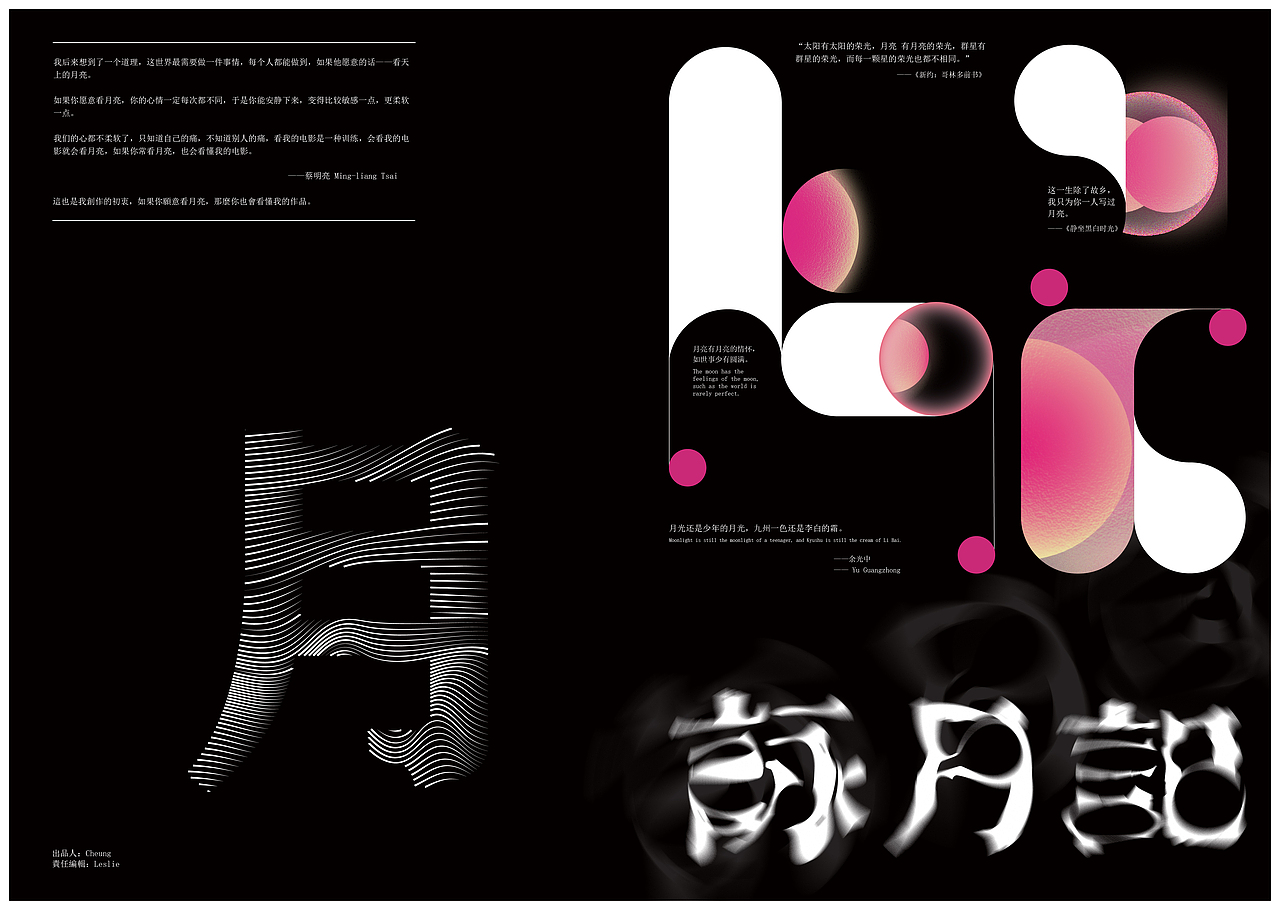 我后来想到了一个道理，这世界最需要做一件事情，每个人都能做到，如果他愿意的话——看天
上的月亮。
如果你愿意看月亮，你的心情一定每次都不同，于是你能安静下来，变得比较敏感一点，更柔软
一点。
我们的心都不柔软了，只知道自己的痛，不知道别人的痛，看我的电影是一种训练，会看我的电
影就会看月亮，如果你常看月亮，也会看懂我的电影。
——蔡明亮 Ming-liang Tsai
這也是我創作的初衷，如果你願意看月亮，那麼你也會看懂我的作品。
月
出品人：Cheung
責任編輯：Leslie
“太阳有太阳的荣光，月亮 有月亮的荣光，群星有
群星的荣光，而每一颗星的荣光也都不相同。”
——《新约：哥林多前书》
这一生除了故乡，
我只为你一人写过
月亮。
——《静坐黑白时光》
月亮有月亮的情怀，
如世事少有圆满。
The moon has the
feelings of the moon,
such as the world is
rarely perfect.
月光还是少年的月光，九州一色还是李白的霜。
Moonlight is still the moonlight of a teenager, and Kyushu is still the cream of Li Bai.
——余光中
—— Yu Guangzhong
月記